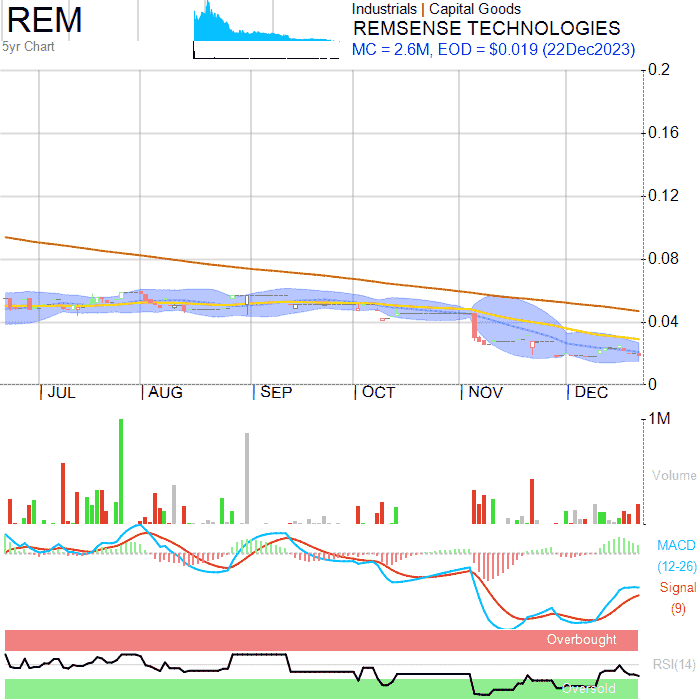 REM
5yr Chart
Industrials | Capital Goods
REMSENSE TECHNOLOGIES
MC = 2.6M, EOD = $0.019 (22Dec2023)
0.2
0.16
0.12
0.08
0.04
0
JUL AUG SEP OCT NOV DEC
1M
Volume
MACD
(12-26)
Signal
(9)
Overbought
RSI(14)
Oversold